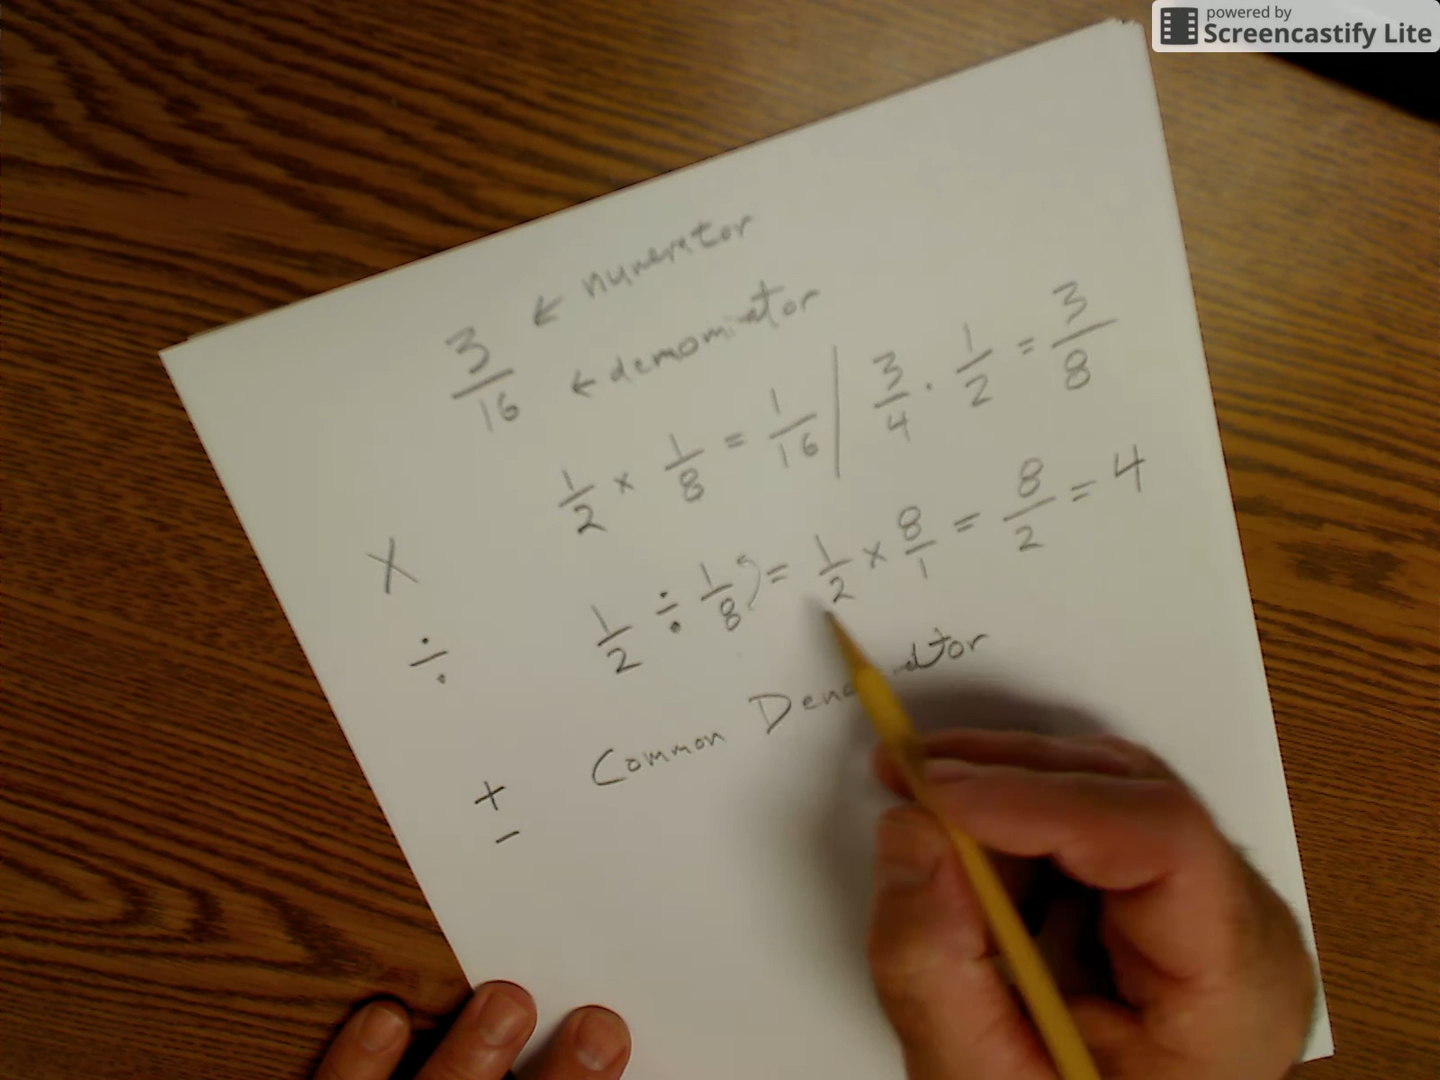 powered by
Screencastify Lite
3/16 ← numerator
← demominator
1/2 x 1/8 = 1/16 | 3/4 · 1/2 = 3/8
X
÷ 1/2 ÷ 1/8 = 1/2 x 8/1 = 8/2 = 4
+ Common
−